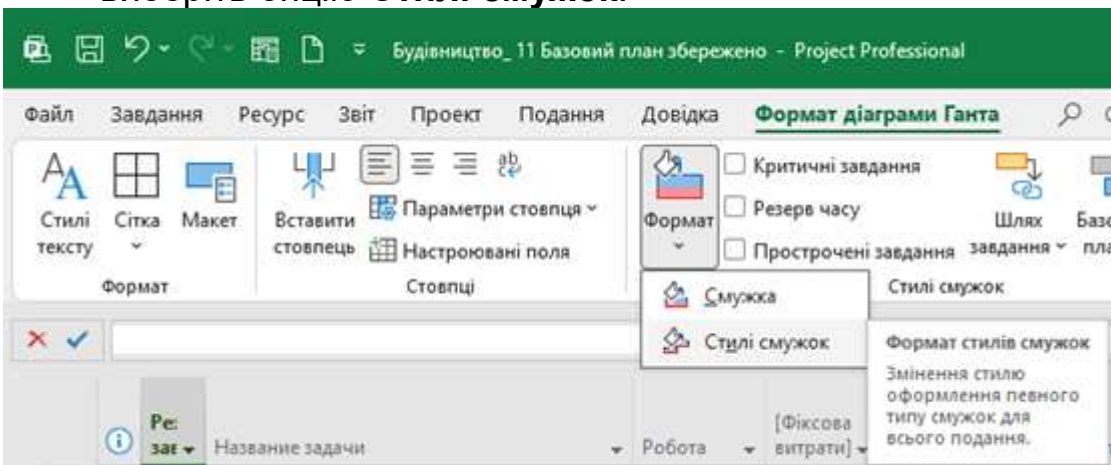 Будівництво_ 11 Базовий план збережено - Project Professional
Файл Завдання Ресурс Звіт Проект Подання Довідка Формат діаграми Ганта
Стилі тексту
Сітка
Макет
Вставити стовпець
ab
Параметри стовпця
Настроювані поля
Формат
Критичні завдання
Резерв часу
Прострочені завдання
Шлях завдання
Формат Стовпці Стилі смужок
Смужка
Стилі смужок
Формат стилів смужок
Змінення стилю
оформлення певного
типу смужок для
всього подання.
Название задачи
Робота
[Фіксова
витрати]